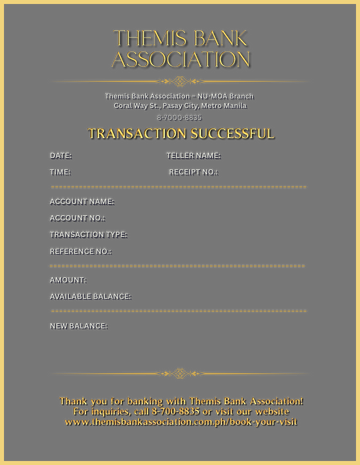 THEMIS BANK
ASSOCIATION
Themis Bank Association – NU-MOA Branch
Coral Way St., Pasay City, Metro Manila
8-7000-8835
TRANSACTION SUCCESSFUL
DATE: TELLER NAME:
TIME: RECEIPT NO.:
ACCOUNT NAME:
ACCOUNT NO.:
TRANSACTION TYPE:
REFERENCE NO.:
AMOUNT:
AVAILABLE BALANCE:
NEW BALANCE:
Thank you for banking with Themis Bank Association!
For inquiries, call 8-700-8835 or visit our website
www.themisbankassociation.com.ph/book-your-visit